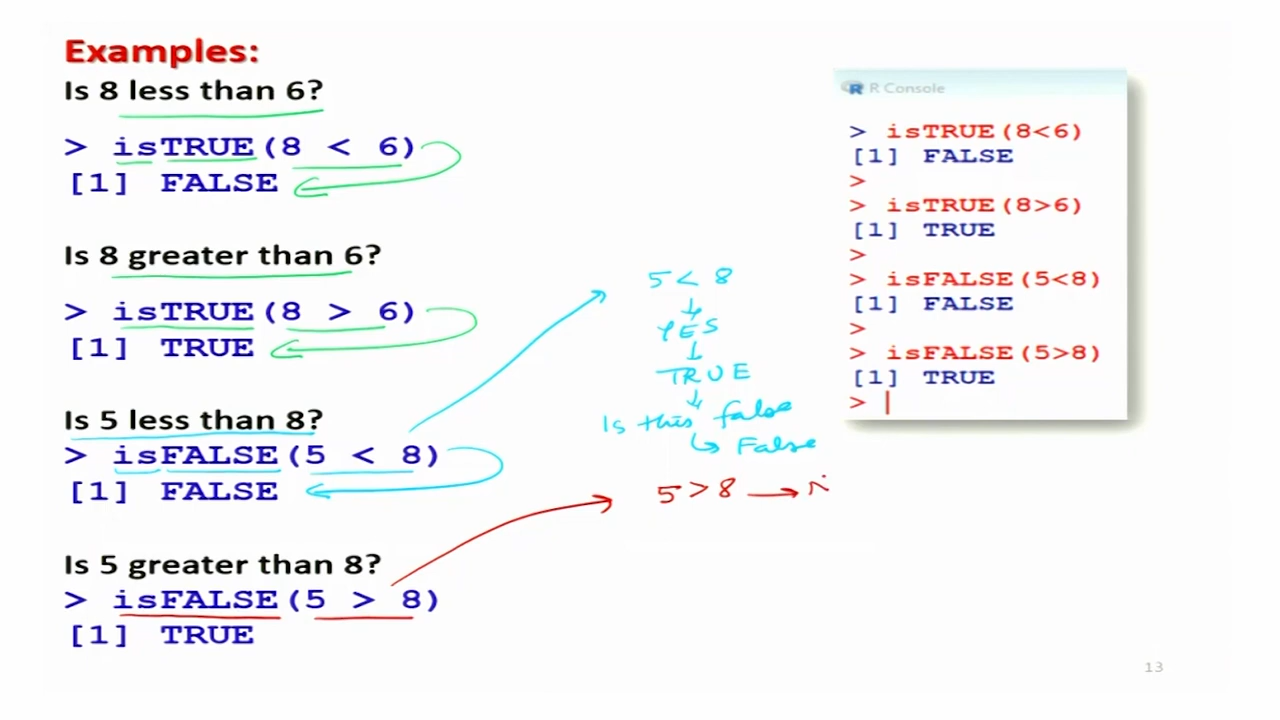 Examples:
Is 8 less than 6?
> isTRUE(8 < 6)
[1] FALSE
Is 8 greater than 6?
> isTRUE(8 > 6)
[1] TRUE
Is 5 less than 8?
> isFALSE(5 < 8)
[1] FALSE
Is 5 greater than 8?
> isFALSE(5 > 8)
[1] TRUE
5 < 8
YES
TRUE
Is this false
False
5 > 8
R Console
> isTRUE(8<6)
[1] FALSE
>
> isTRUE(8>6)
[1] TRUE
>
> isFALSE(5<8)
[1] FALSE
>
> isFALSE(5>8)
[1] TRUE
>
13